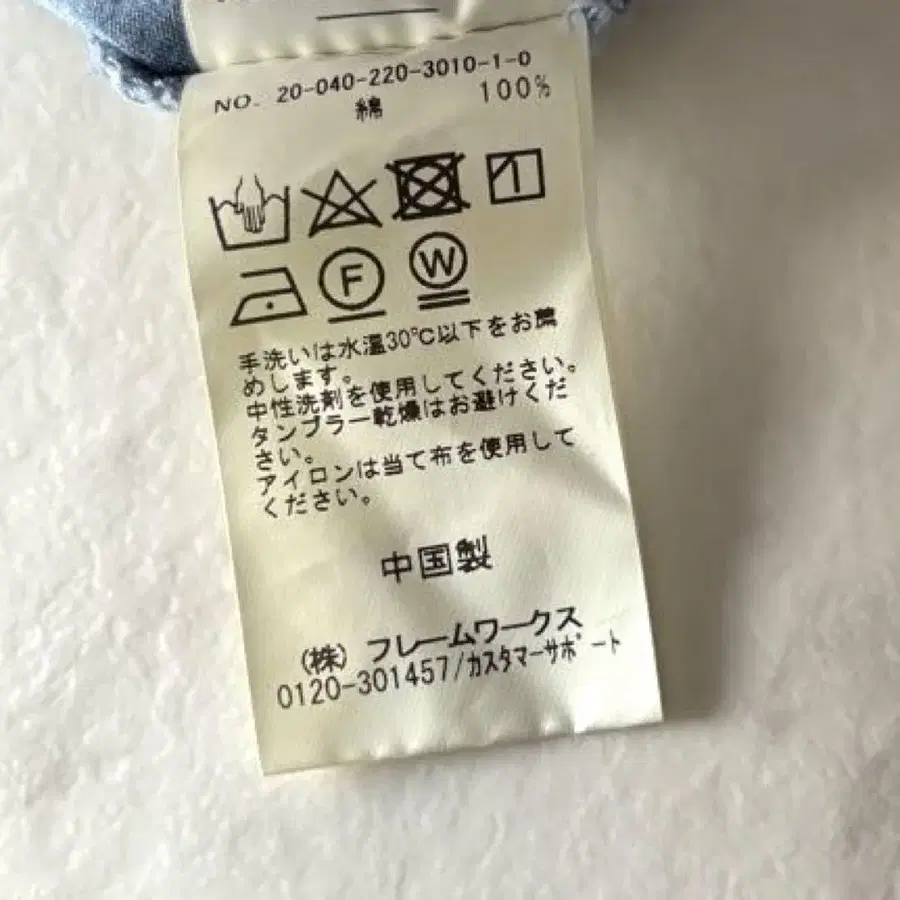 NO. 20-040-220-3010-1-0
綿 100%
F W
手洗いは水温30℃以下をお薦
めします。
中性洗剤を使用してください。
タンブラー乾燥はお避けくだ
さい。
アイロンは当て布を使用して
ください。
中国製
(株) フレームワークス
0120-301457/カスタマーサポート